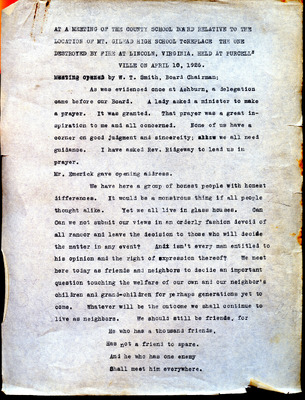 AT A MEETING OF THE COUNTY SCHOOL BOARD RELATIVE TO THE
LOCATION OF MT. GILEAD HIGH SCHOOL TOREPLACE THE ONE
DESTROYED BY FIRE AT LINCOLN, VIRGINIA. HELD AT PURCELL"
VILLE ON APRIL 10, 1926.
Meeting opened by W. T. Smith, Board Chairman;
As was evidenced once at Ashburn, a delegation
came before our Board. A lady asked a minister to make
a prayer. It was granted. That prayer was a great in-
spiration to me and all concerned. None of us have a
corner on good judgment and sincerity; we all need
guidance. I have asked Rev. Ridgeway to lead us in
prayer.
Mr. Emerick gave opening address.
We have here a group of honest people with honest
differences. It would be a monstrous thing if all people
thought alike. Yet we all live in glass houses. Can
Can we not submit our views in an orderly fashion devoid of
all rancor and leave the decision to those who will decide
the matter in any event? And isn't every man entitled to
his opinion and the right of expression thereof? We meet
here today as friends and neighbors to decide an important
question touching the welfare of our own and our neighbor's
children and grand-children for perhaps generations yet to
come. Whatever will be the outcome we shall continue to
live as neighbors. We should still be friends, for
He who has a thousand friends,
Has not a friend to spare.
And he who has one enemy
Shall meet him everywhere.